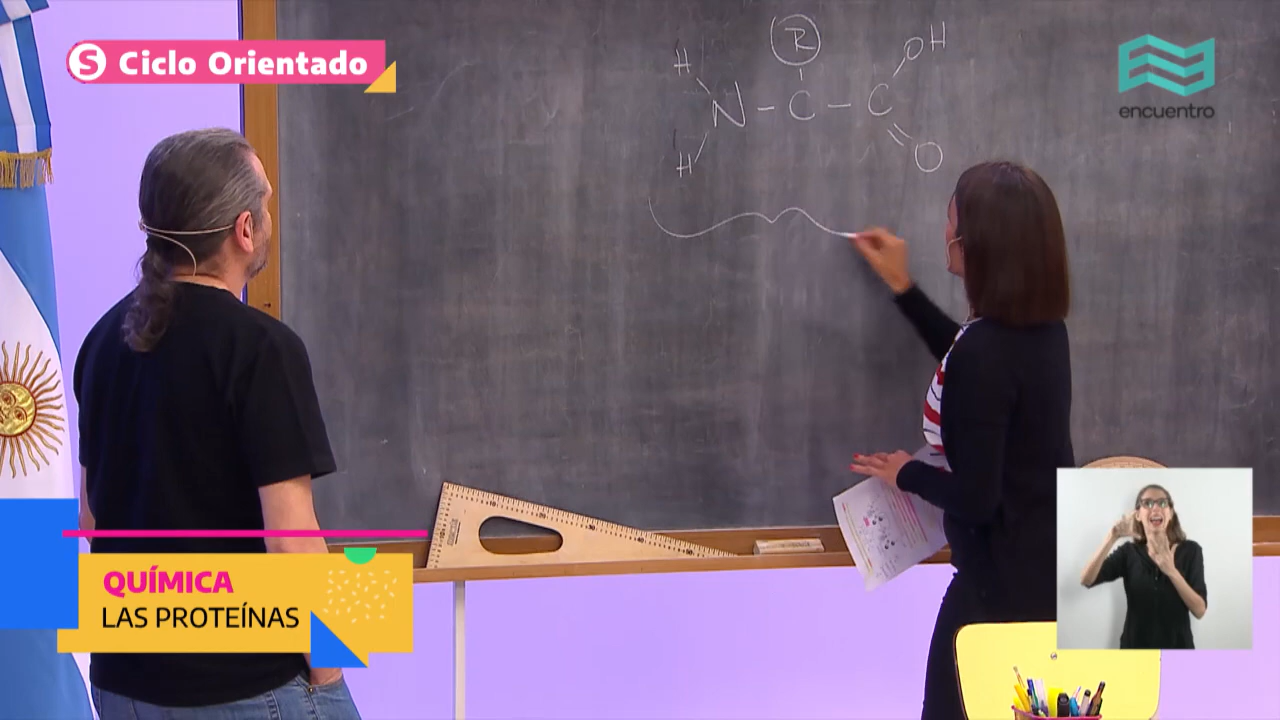 S Ciclo Orientado
encuentro
R
H OH
N - C - C
H O
QUÍMICA
LAS PROTEÍNAS